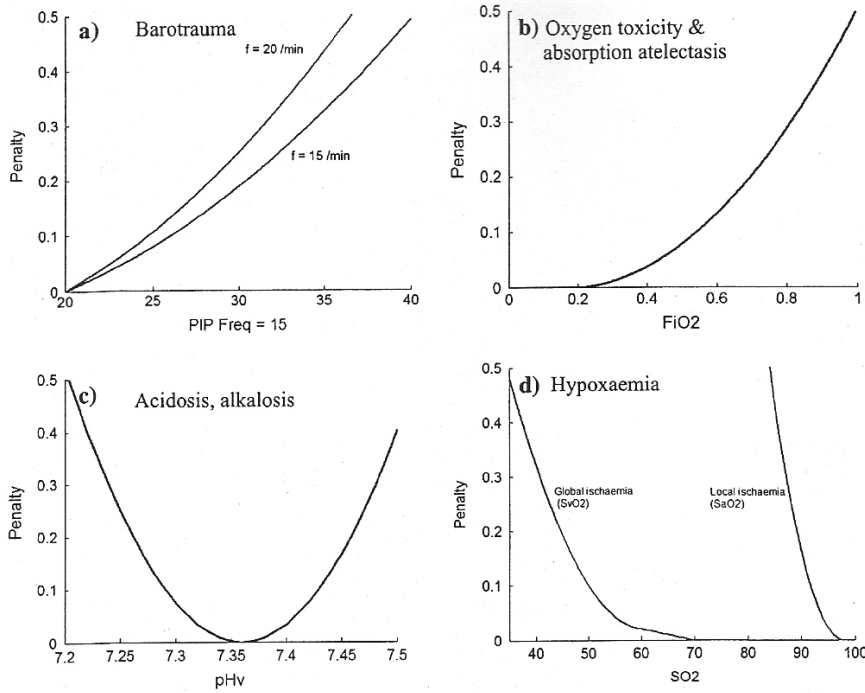 a) Barotrauma
0.5
0.4
0.3
0.2
0.1
0
Penalty
f = 20 /min
f = 15 /min
20 25 30 35 40
PIP Freq = 15
b) Oxygen toxicity &
absorption atelectasis
0.5
0.4
0.3
0.2
0.1
0
Penalty
0 0.2 0.4 0.6 0.8 1
FiO2
c) Acidosis, alkalosis
0.5
0.4
0.3
0.2
0.1
0
Penalty
7.2 7.25 7.3 7.35 7.4 7.45 7.5
pHv
d) Hypoxaemia
0.5
0.4
0.3
0.2
0.1
0
Penalty
Global ischaemia
(SvO2)
Local ischaemia
(SaO2)
40 50 60 70 80 90 100
SO2